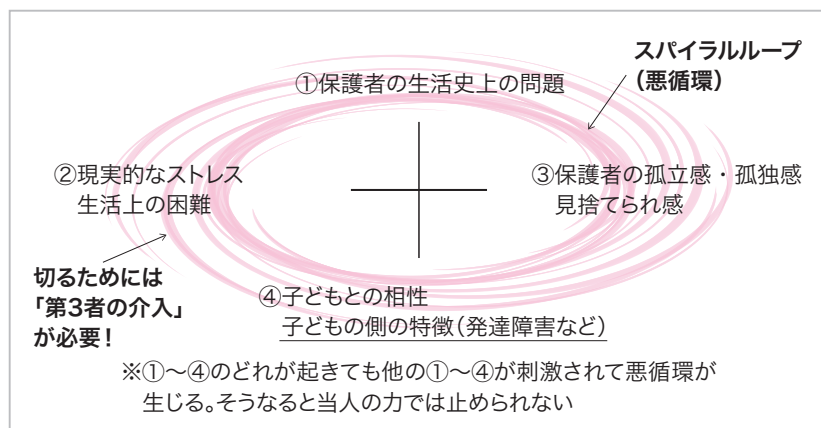 スパイラルループ
（悪循環）
①保護者の生活史上の問題
②現実的なストレス
生活上の困難
③保護者の孤立感・孤独感
見捨てられ感
切るためには
「第3者の介入」
が必要！
④子どもとの相性
子どもの側の特徴（発達障害など）
※①〜④のどれが起きても他の①〜④が刺激されて悪循環が
生じる。そうなると当人の力では止められない